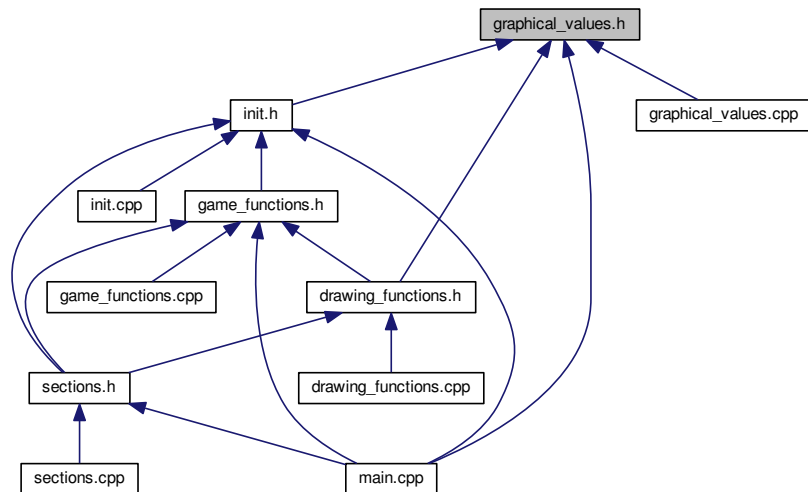 graphical_values.h
init.h
graphical_values.cpp
init.cpp
game_functions.h
game_functions.cpp
drawing_functions.h
sections.h
drawing_functions.cpp
sections.cpp
main.cpp